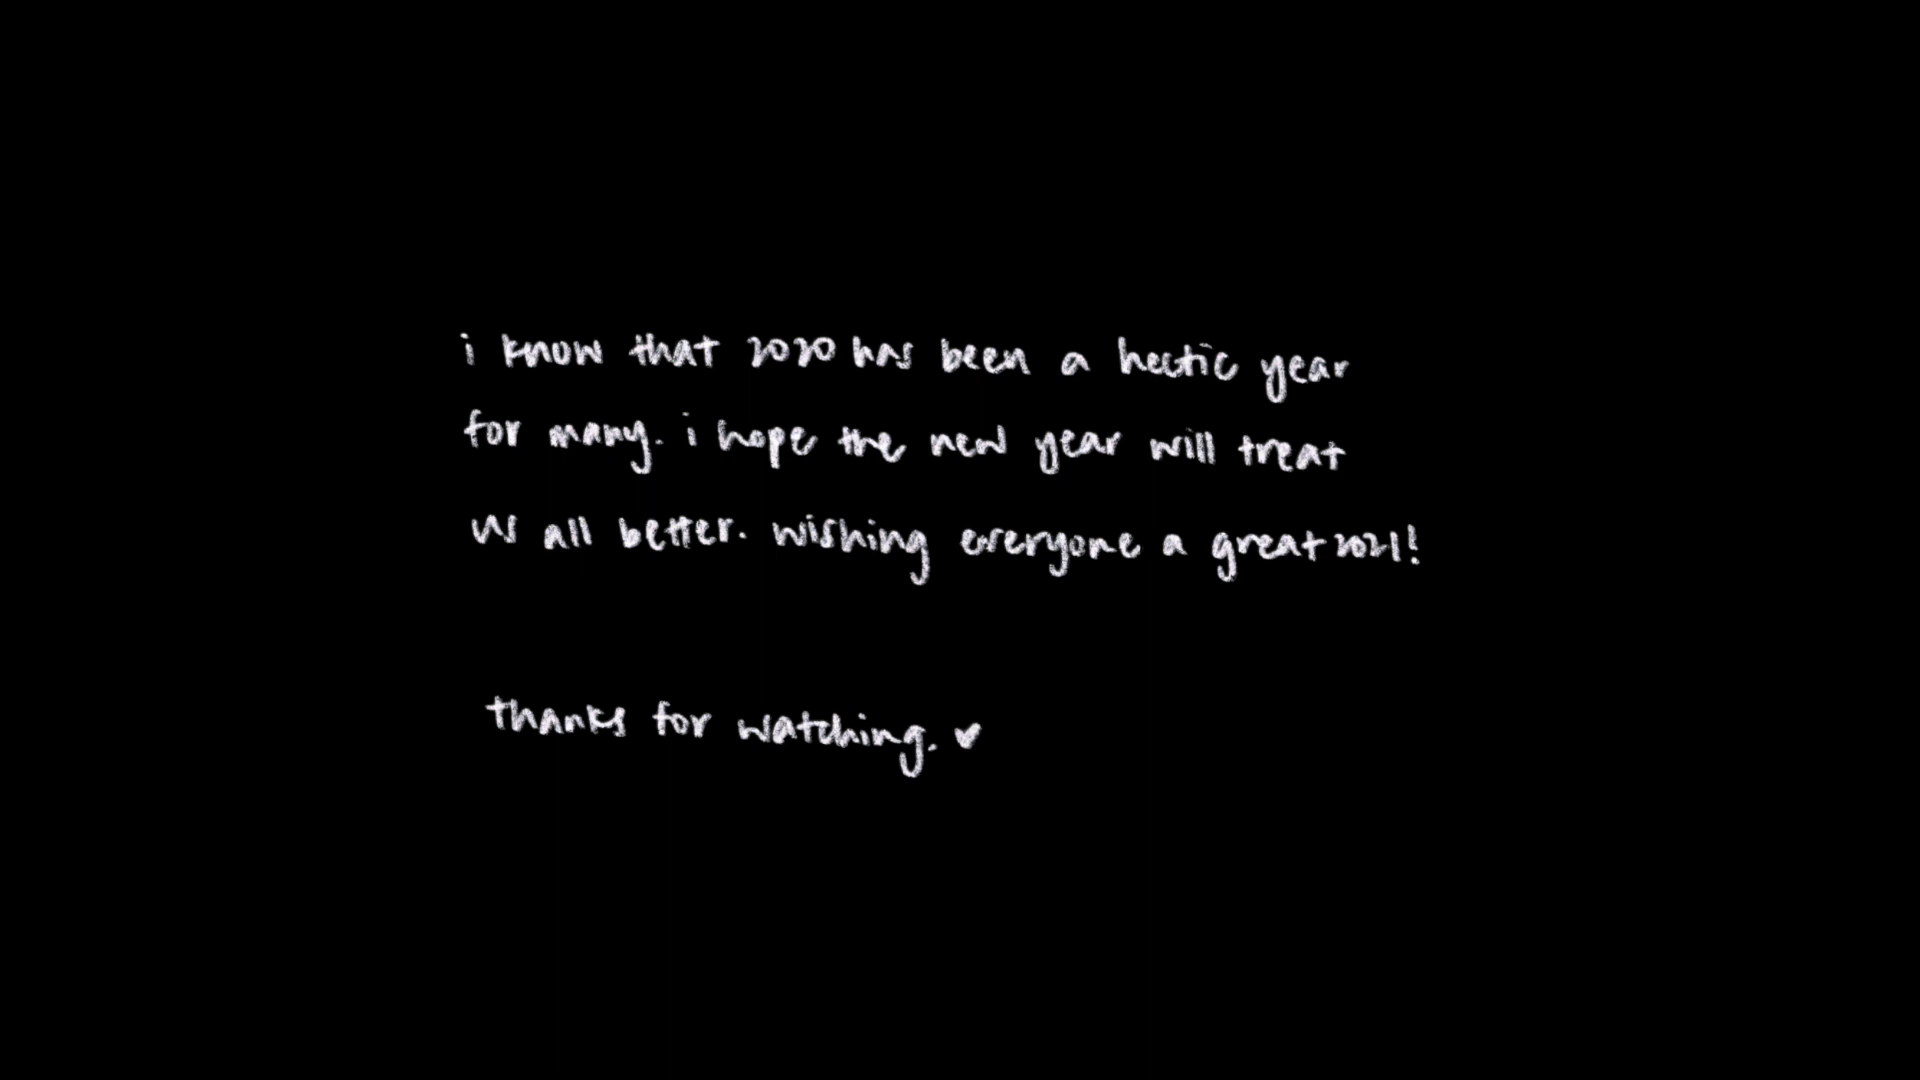 i know that 2020 has been a hectic year
for many. i hope the new year will treat
us all better. wishing everyone a great 2021!
thanks for watching. ♥